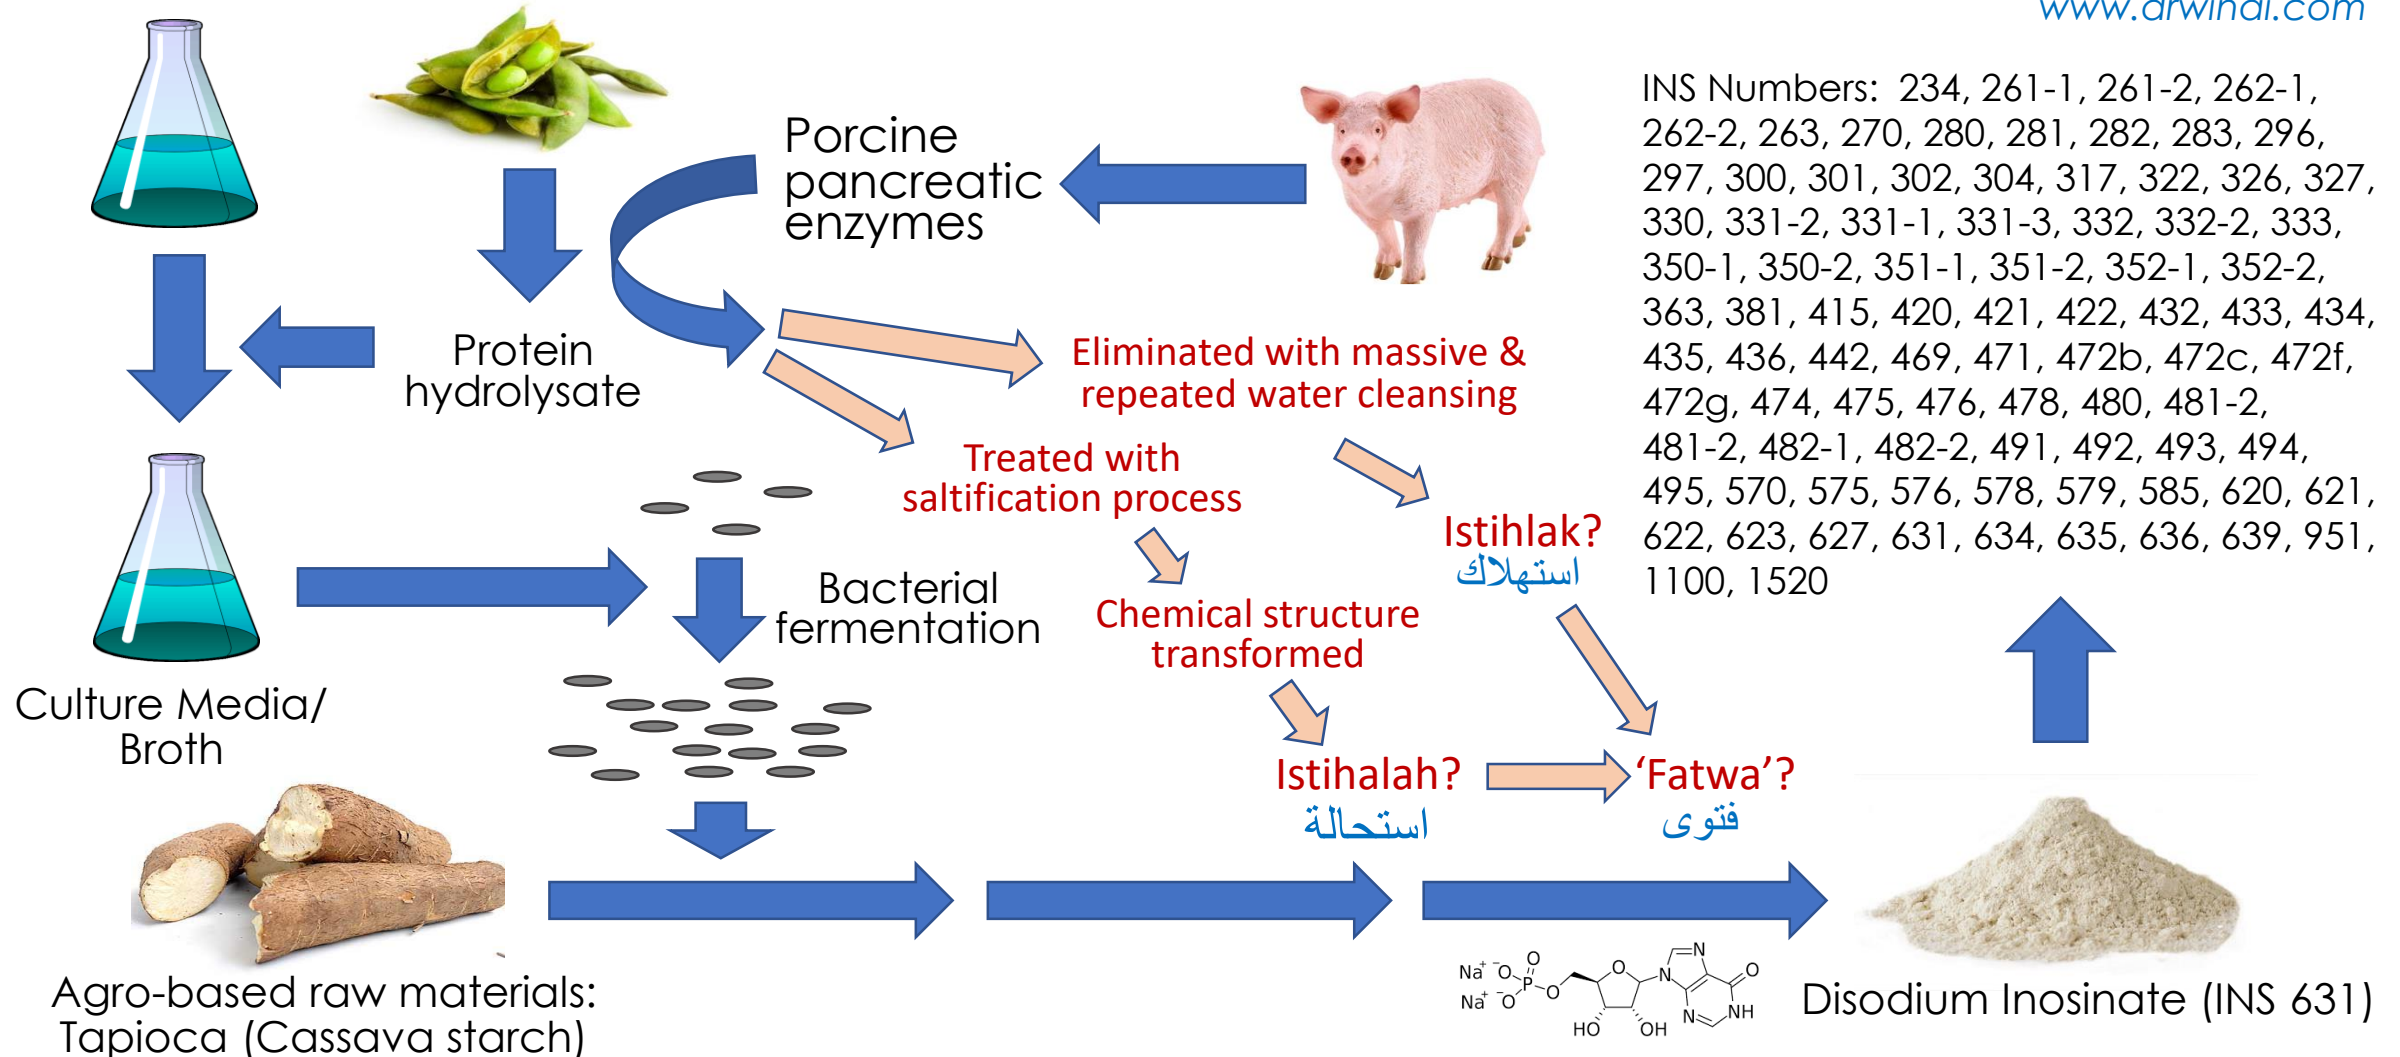 www.drwindi.com
INS Numbers: 234, 261-1, 261-2, 262-1,
262-2, 263, 270, 280, 281, 282, 283, 296,
297, 300, 301, 302, 304, 317, 322, 326, 327,
330, 331-2, 331-1, 331-3, 332, 332-2, 333,
350-1, 350-2, 351-1, 351-2, 352-1, 352-2,
363, 381, 415, 420, 421, 422, 432, 433, 434,
435, 436, 442, 469, 471, 472b, 472c, 472f,
472g, 474, 475, 476, 478, 480, 481-2,
481-2, 482-1, 482-2, 491, 492, 493, 494,
495, 570, 575, 576, 578, 579, 585, 620, 621,
622, 623, 627, 631, 634, 635, 636, 639, 951,
1100, 1520
Porcine
pancreatic
enzymes
Protein
hydrolysate
Eliminated with massive &
repeated water cleansing
Treated with
saltification process
Istihlak?
استهلاك
Bacterial
fermentation
Chemical structure
transformed
Culture Media/
Broth
Istihalah?
استحالة
‘Fatwa’?
فتوى
Agro-based raw materials:
Tapioca (Cassava starch)
Na⁺ ⁻O O P O O N N O
Na⁺ ⁻O HO OH N NH
Disodium Inosinate (INS 631)